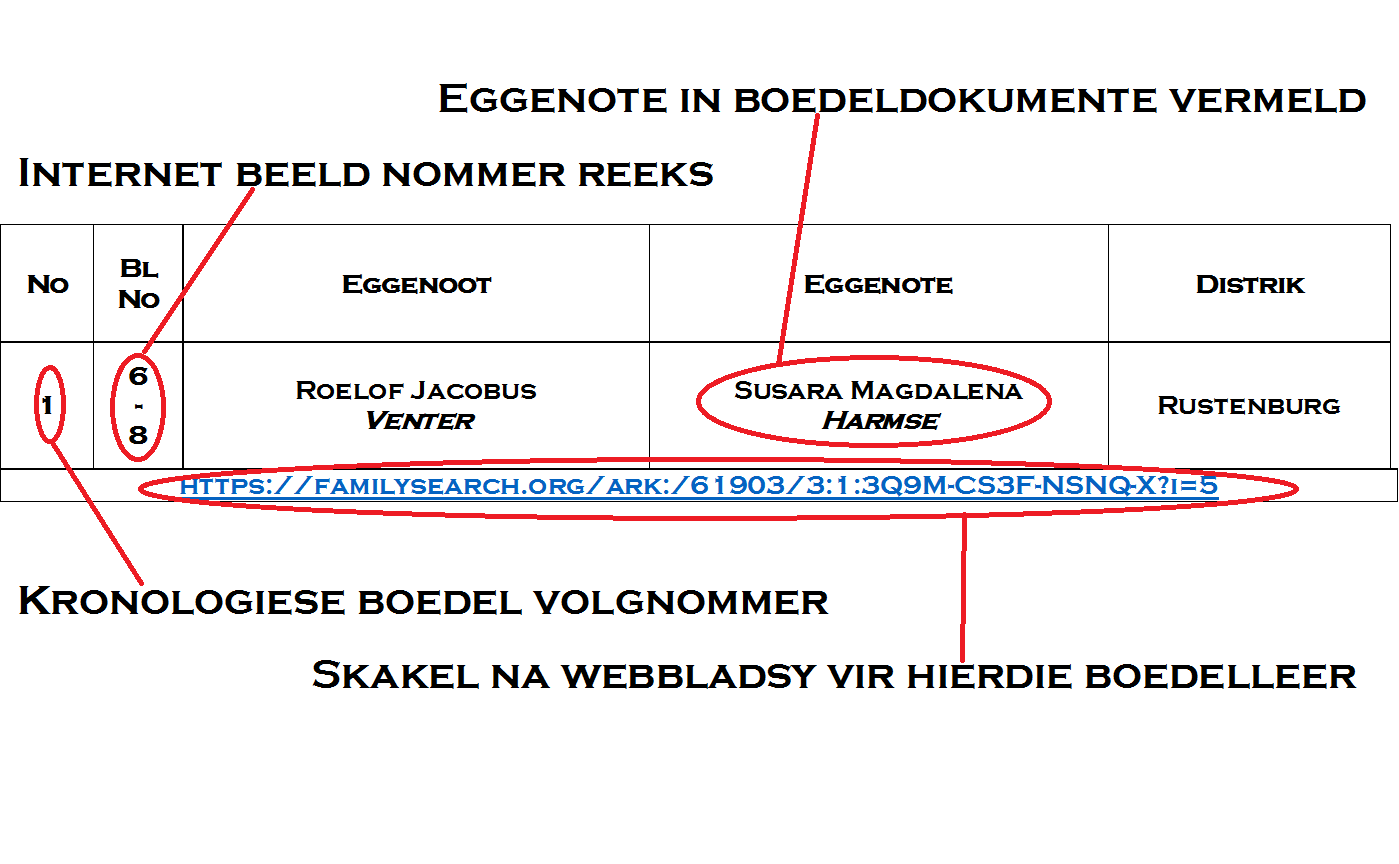 Eggenote in boedeldokumente vermeld
Internet beeld nommer reeks
No Bl No Eggenoot Eggenote Distrik
1 6 - 8 Roelof Jacobus Venter Susara Magdalena Harmse Rustenburg
https://familysearch.org/ark:/61903/3:1:3Q9M-CS3F-NSNQ-X?i=5
Kronologiese boedel volgnommer
Skakel na webbladsy vir hierdie boedelleer